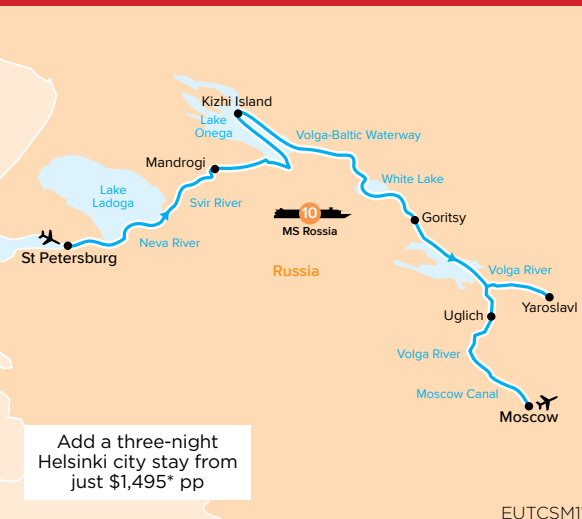 Kizhi Island
Lake
Onega
Volga-Baltic Waterway
Mandrogi
White Lake
Lake
Ladoga
Svir River
10
MS Rossia
Goritsy
Neva River
St Petersburg
Russia
Volga River
Yaroslavl
Uglich
Volga River
Moscow Canal
Moscow
Add a three-night
Helsinki city stay from
just $1,495* pp